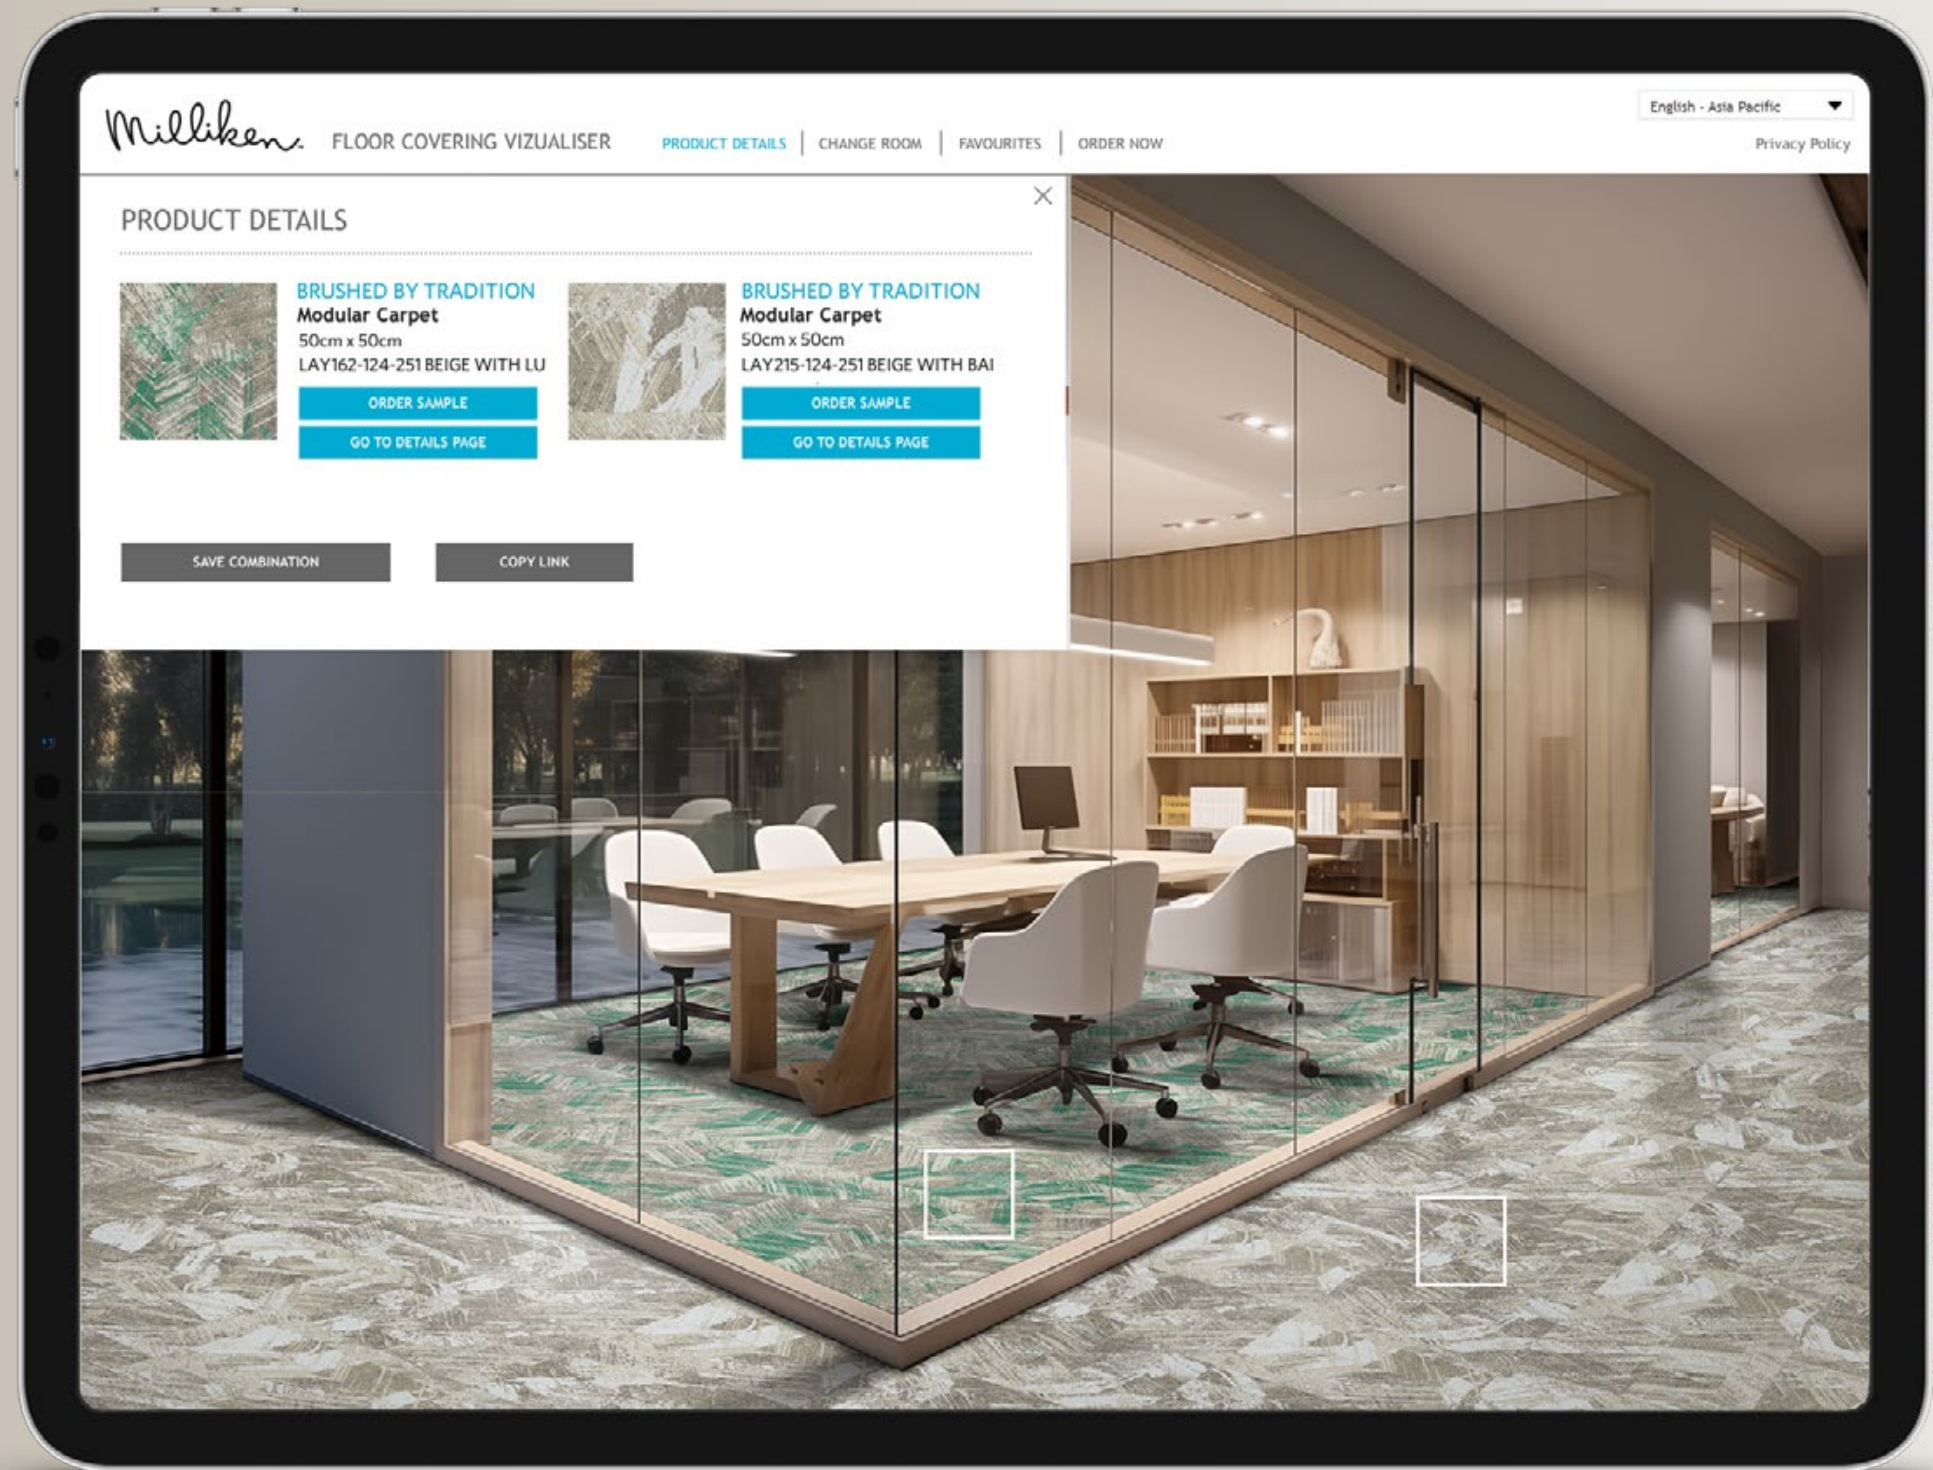 Milliken.
FLOOR COVERING VIZUALISER
PRODUCT DETAILS
CHANGE ROOM
FAVOURITES
ORDER NOW
English - Asia Pacific
Privacy Policy
PRODUCT DETAILS
BRUSHED BY TRADITION
Modular Carpet
50cm x 50cm
LAY162-124-251 BEIGE WITH LU
ORDER SAMPLE
GO TO DETAILS PAGE
BRUSHED BY TRADITION
Modular Carpet
50cm x 50cm
LAY215-124-251 BEIGE WITH BAI
ORDER SAMPLE
GO TO DETAILS PAGE
SAVE COMBINATION
COPY LINK